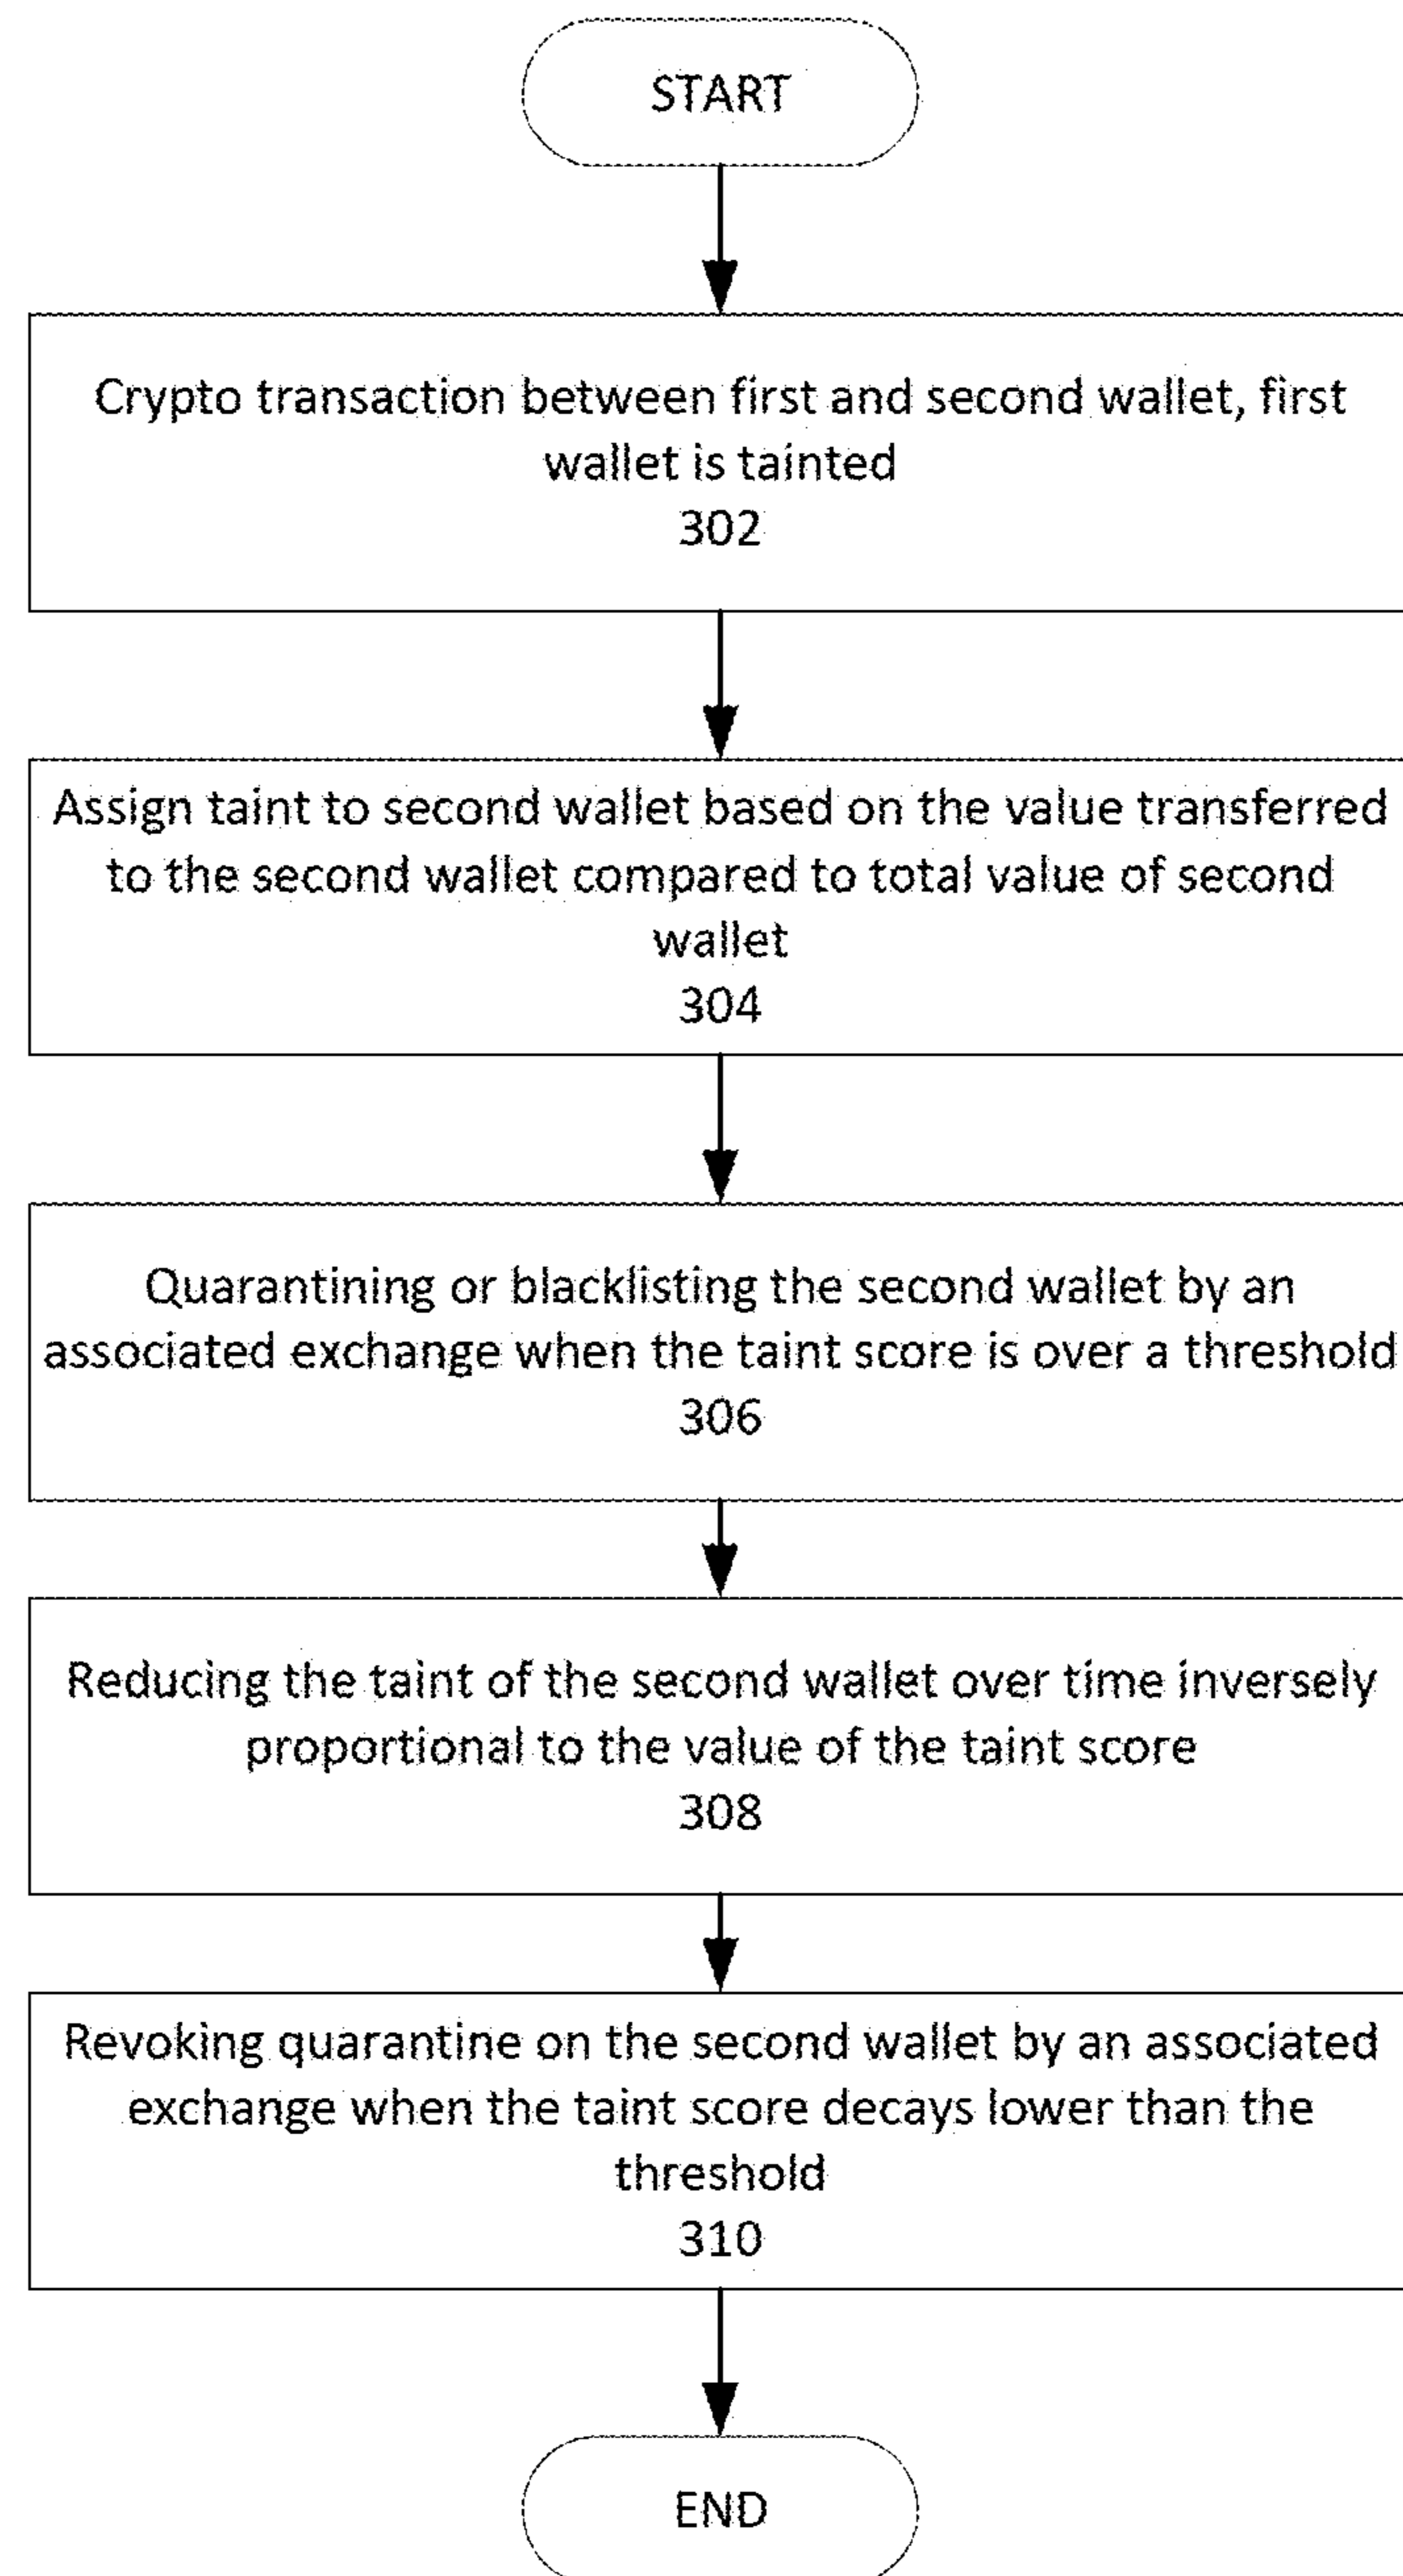 START
Crypto transaction between first and second wallet, first
wallet is tainted
302
Assign taint to second wallet based on the value transferred
to the second wallet compared to total value of second
wallet
304
Quarantining or blacklisting the second wallet by an
associated exchange when the taint score is over a threshold
306
Reducing the taint of the second wallet over time inversely
proportional to the value of the taint score
308
Revoking quarantine on the second wallet by an associated
exchange when the taint score decays lower than the
threshold
310
END